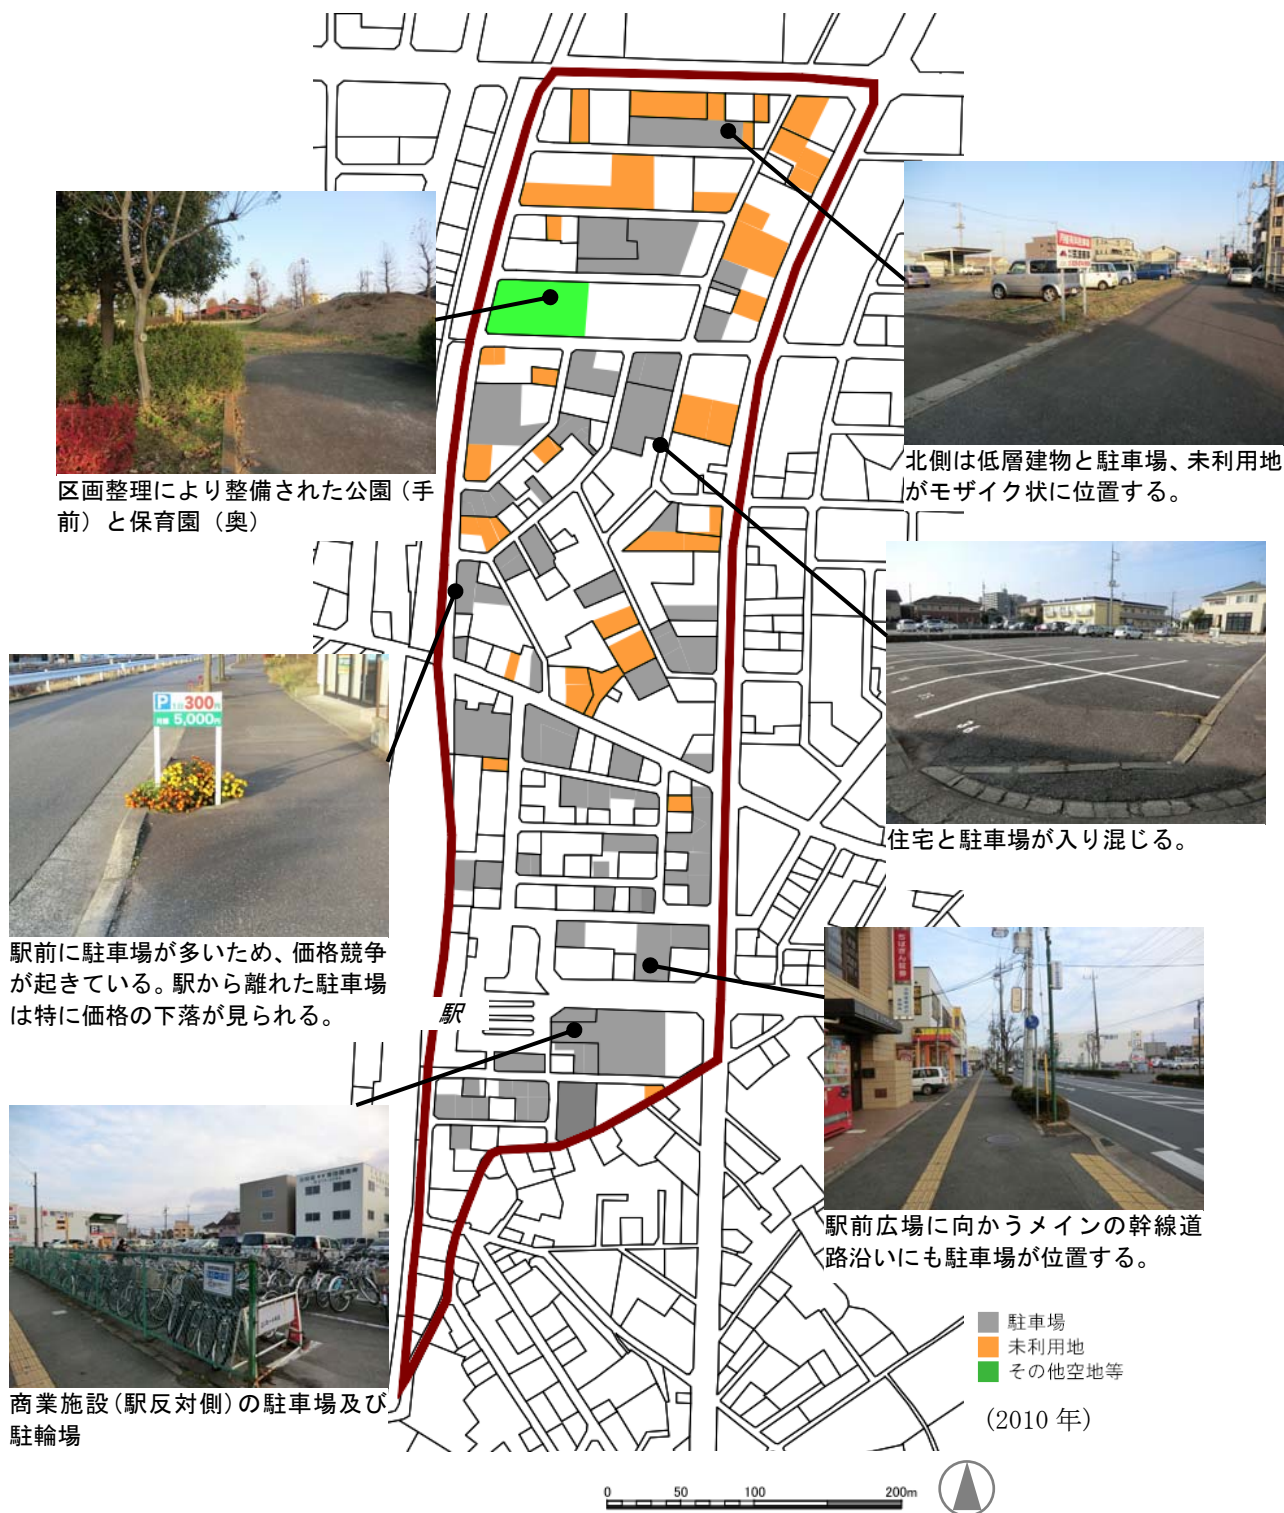 区画整理により整備された公園（手
前）と保育園（奥）
北側は低層建物と駐車場、未利用地
がモザイク状に位置する。
P 1日300円
月極 5,000円
住宅と駐車場が入り混じる。
駅前に駐車場が多いため、価格競争
が起きている。駅から離れた駐車場
は特に価格の下落が見られる。
駅
駅前広場に向かうメインの幹線道
路沿いにも駐車場が位置する。
商業施設（駅反対側）の駐車場及び
駐輪場
駐車場
未利用地
その他空地等
(2010 年)
0 50 100 200m